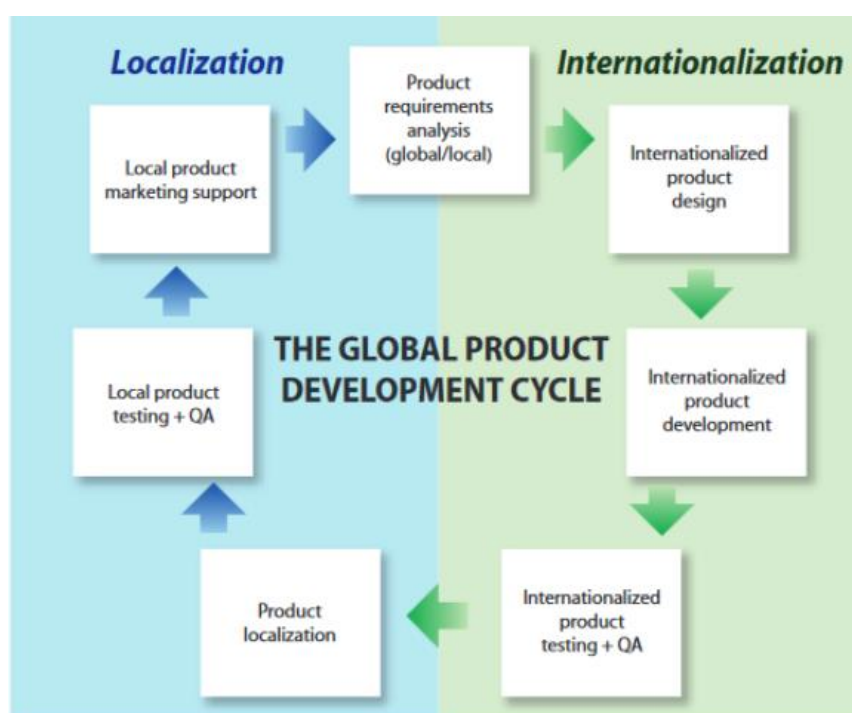 Localization
Internationalization
Product
requirements
analysis
(global/local)
Internationalized
product
design
Internationalized
product
development
Internationalized
product
testing + QA
Product
localization
Local product
testing + QA
Local product
marketing support
THE GLOBAL PRODUCT
DEVELOPMENT CYCLE